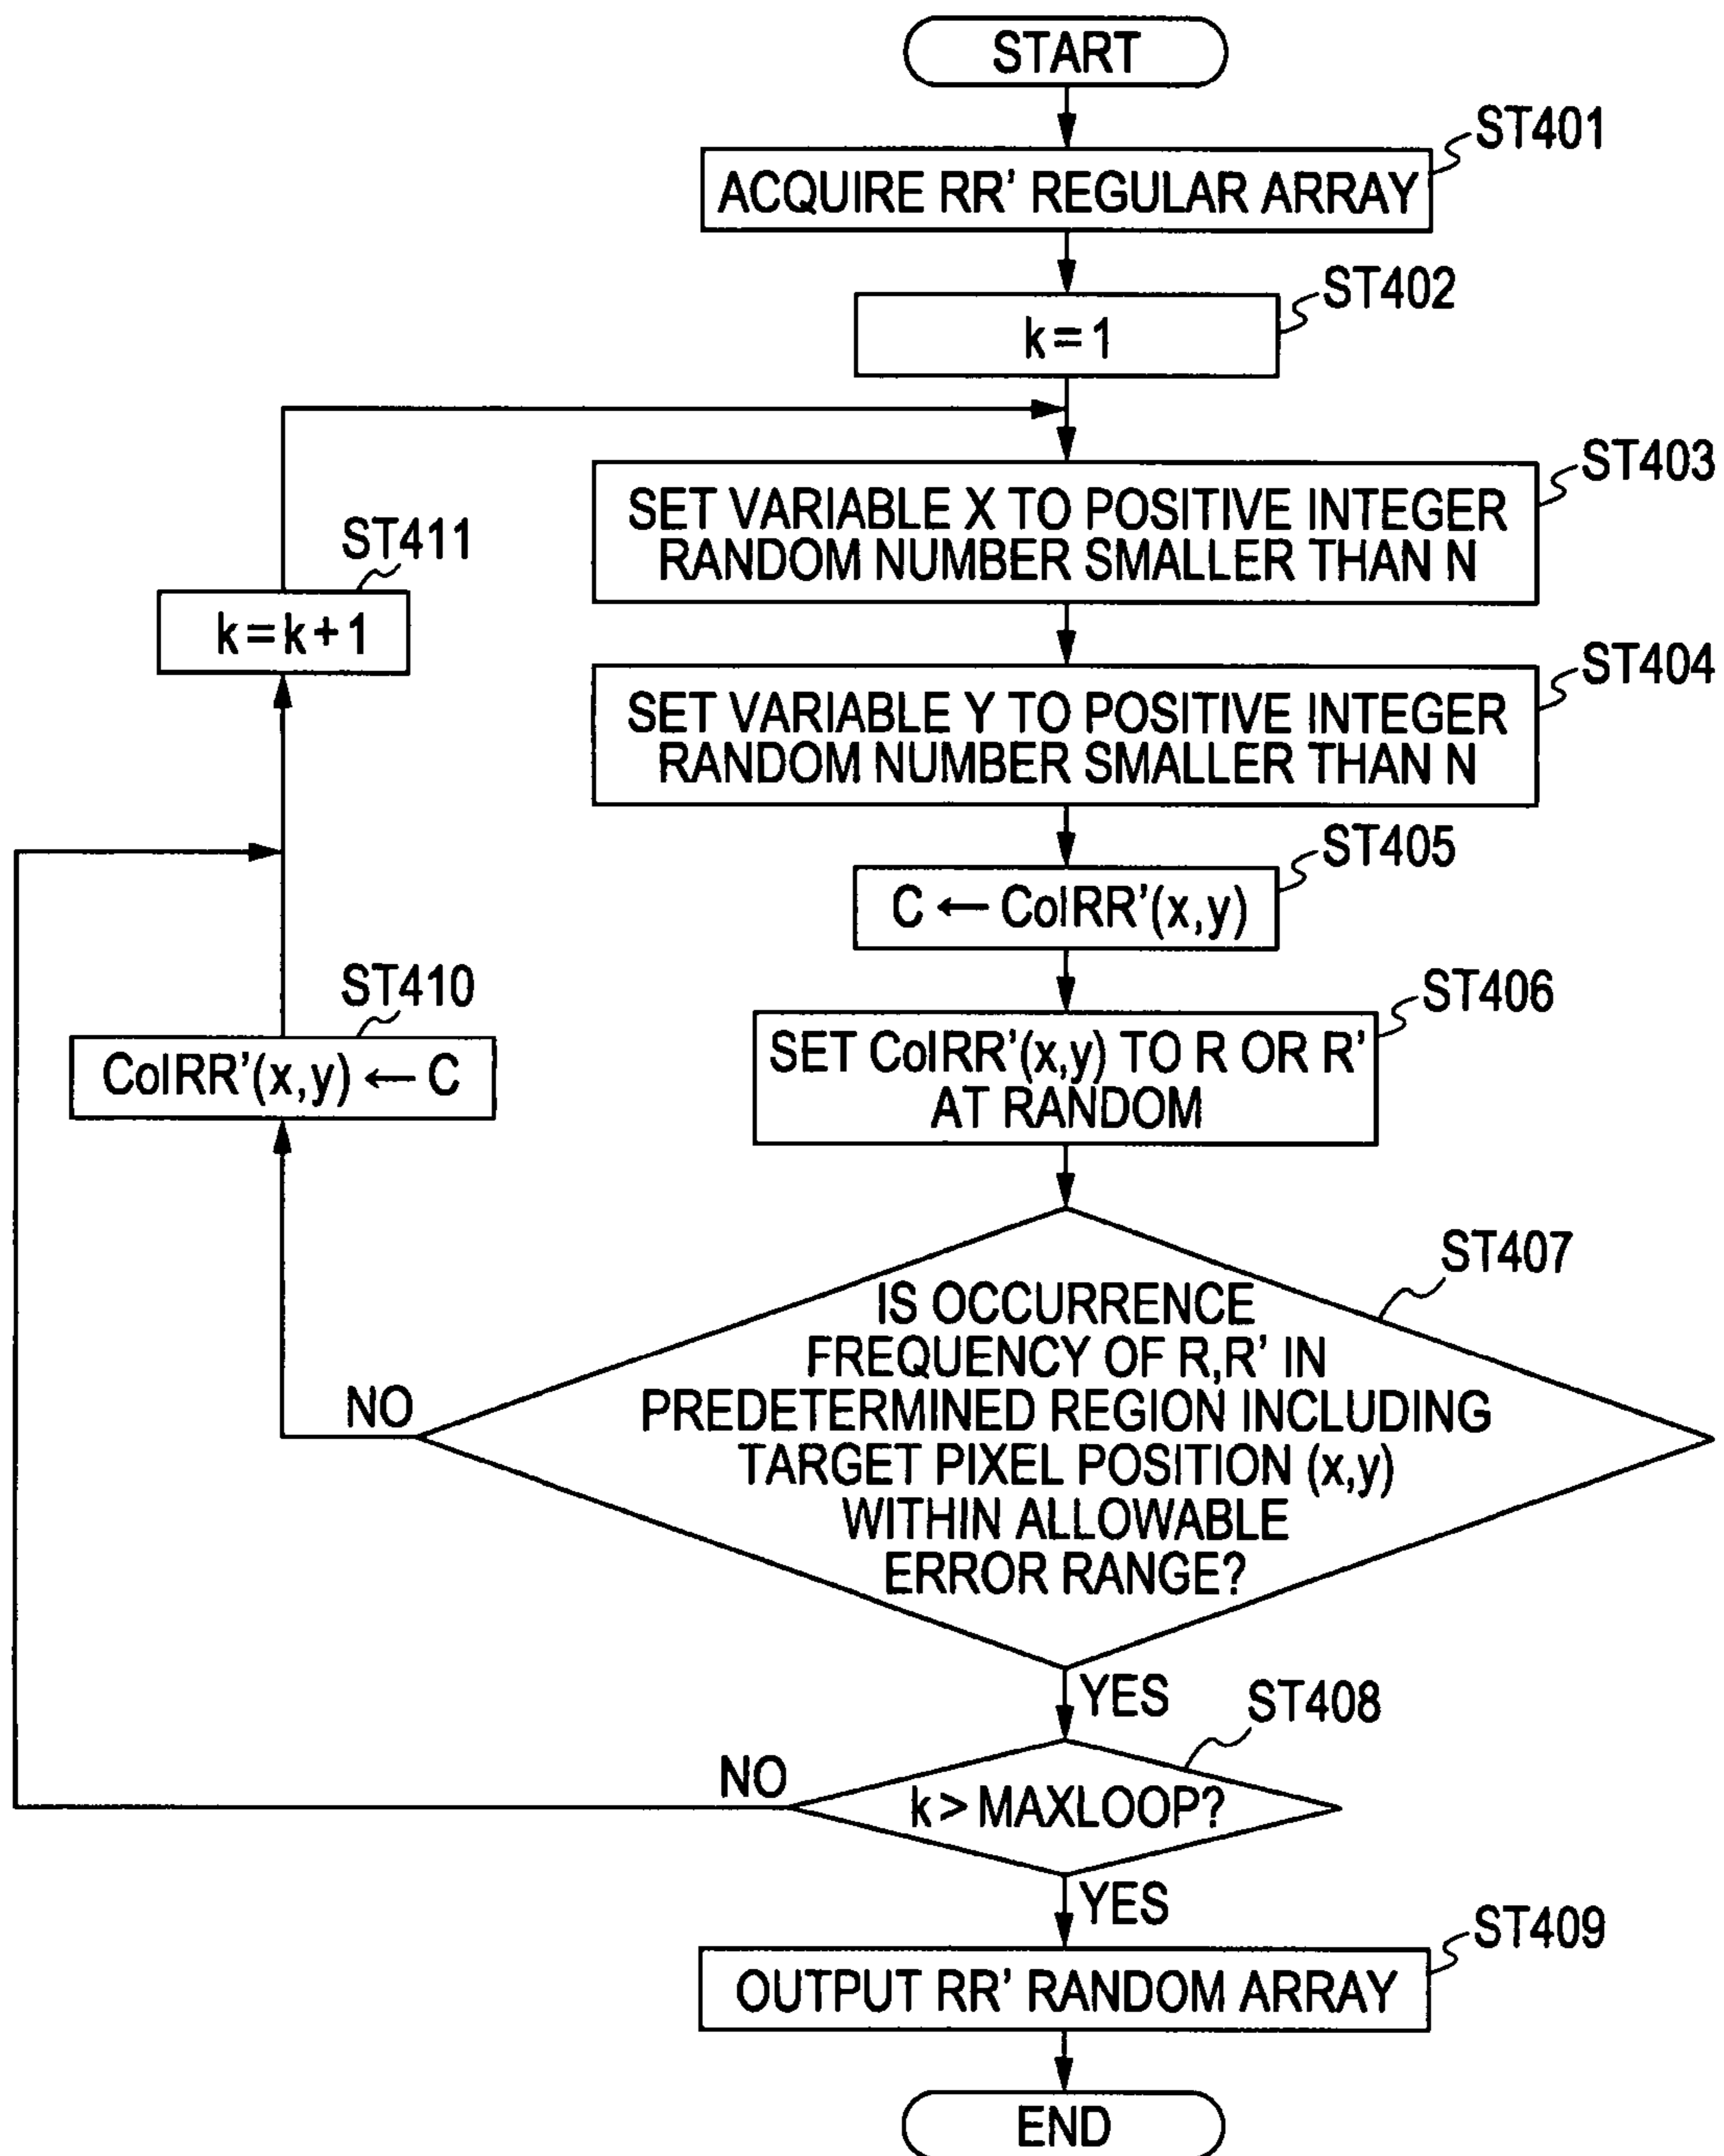 START
ST401
ACQUIRE RR' REGULAR ARRAY
ST402
k=1
ST403
SET VARIABLE X TO POSITIVE INTEGER
RANDOM NUMBER SMALLER THAN N
ST411
k=k+1
ST404
SET VARIABLE Y TO POSITIVE INTEGER
RANDOM NUMBER SMALLER THAN N
ST405
C ← ColRR'(x,y)
ST410
ColRR'(x,y) ← C
ST406
SET ColRR'(x,y) TO R OR R'
AT RANDOM
ST407
IS OCCURRENCE
FREQUENCY OF R,R' IN
PREDETERMINED REGION INCLUDING
TARGET PIXEL POSITION (x,y)
WITHIN ALLOWABLE
ERROR RANGE?
NO
YES
ST408
NO
k > MAXLOOP?
YES
ST409
OUTPUT RR' RANDOM ARRAY
END